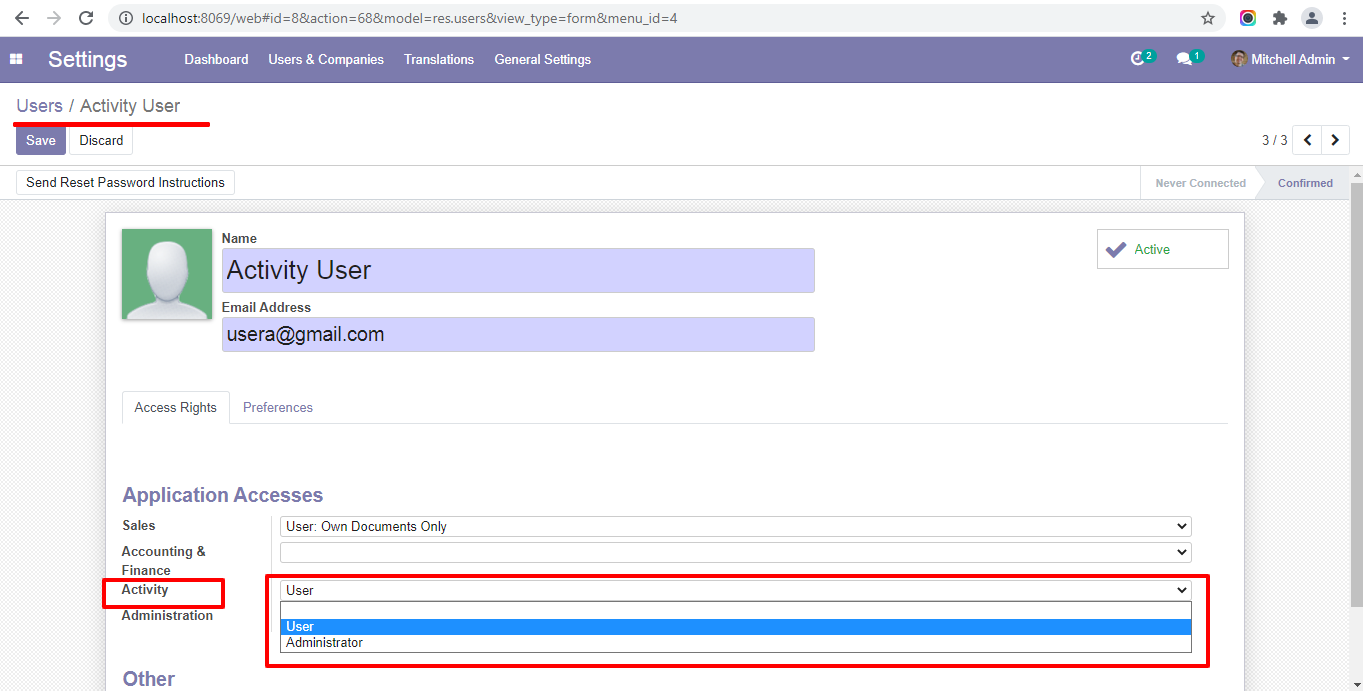 localhost:8069/web#id=8&action=68&model=res.users&view_type=form&menu_id=4
Settings Dashboard Users & Companies Translations General Settings 2 1 Mitchell Admin
Users / Activity User
Save Discard 3 / 3
Send Reset Password Instructions Never Connected Confirmed
Name
Activity User Active
Email Address
usera@gmail.com
Access Rights Preferences
Application Accesses
Sales User: Own Documents Only
Accounting &
Finance
Activity User
User
Administrator
Administration
Other